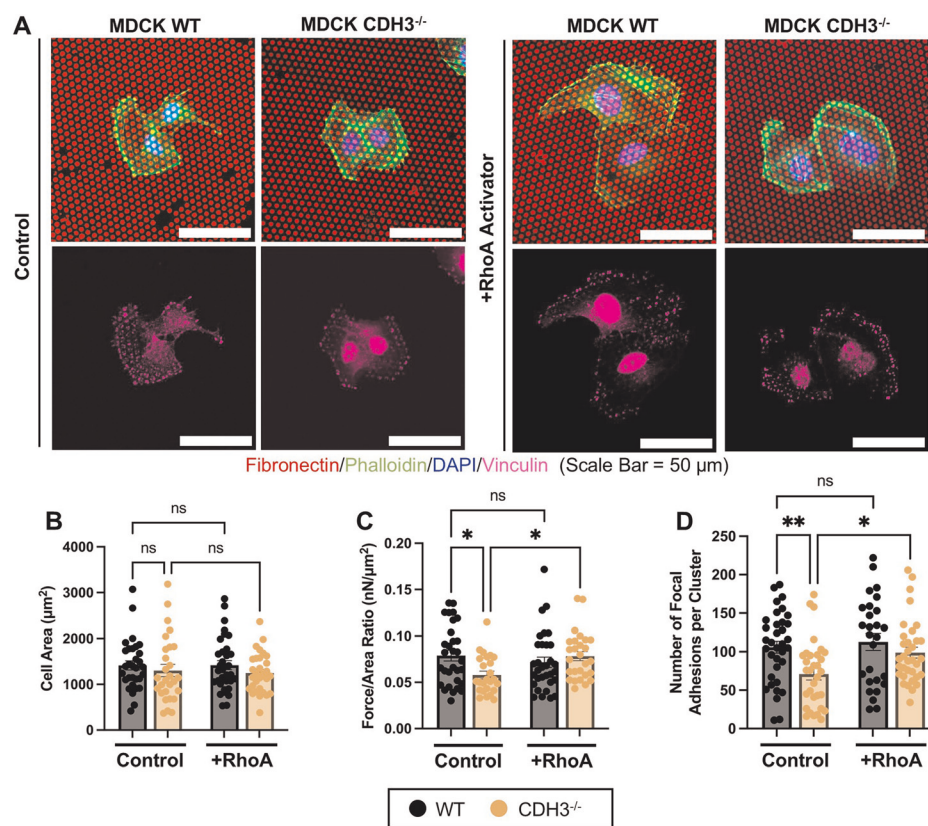 A
MDCK WT
MDCK CDH3-/-
MDCK WT
MDCK CDH3-/-
Control
+RhoA Activator
Fibronectin/Phalloidin/DAPI/Vinculin (Scale Bar = 50 µm)
B
ns
ns
ns
Cell Area (µm²)
4000
3000
2000
1000
0
Control
+RhoA
C
ns
*
*
Force/Area Ratio (nN/µm²)
0.20
0.15
0.10
0.05
0.00
Control
+RhoA
D
ns
**
*
Number of Focal
Adhesions per Cluster
250
200
150
100
50
0
Control
+RhoA
WT
CDH3-/-